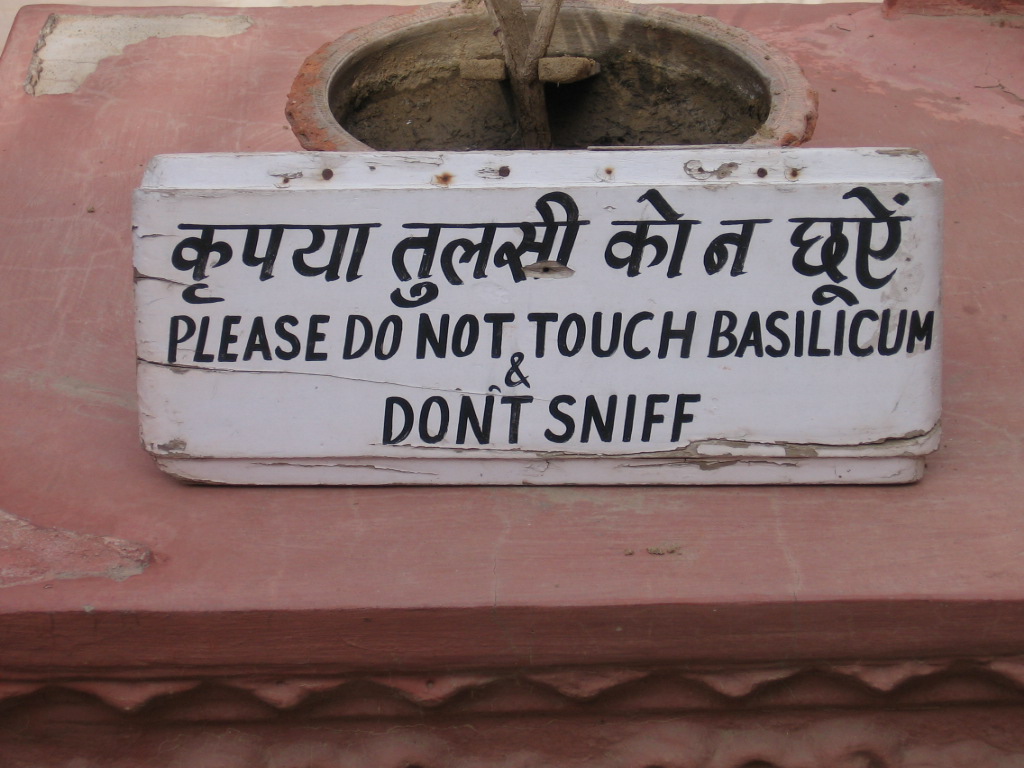 कृपया तुलसी को न छूऐं
PLEASE DO NOT TOUCH BASILICUM
&
DON'T SNIFF